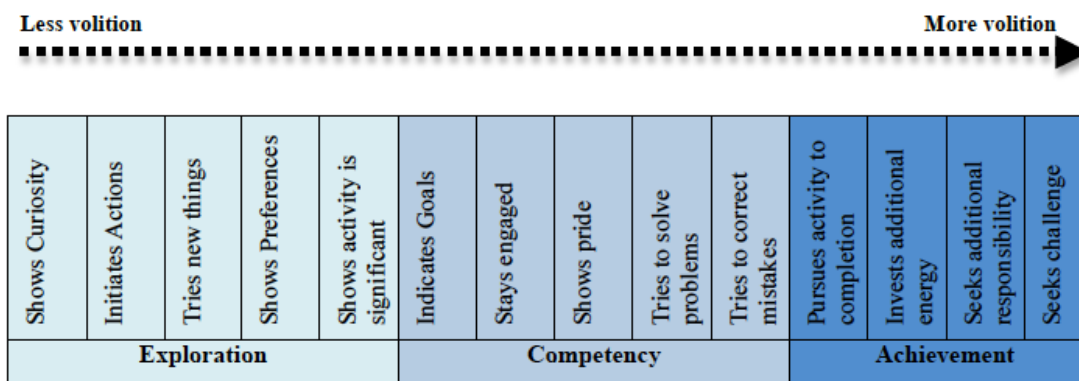 Less volition
More volition
Shows Curiosity
Initiates Actions
Tries new things
Shows Preferences
Shows activity is
significant
Indicates Goals
Stays engaged
Shows pride
Tries to solve
problems
Tries to correct
mistakes
Pursues activity to
completion
Invests additional
energy
Seeks additional
responsibility
Seeks challenge
Exploration
Competency
Achievement